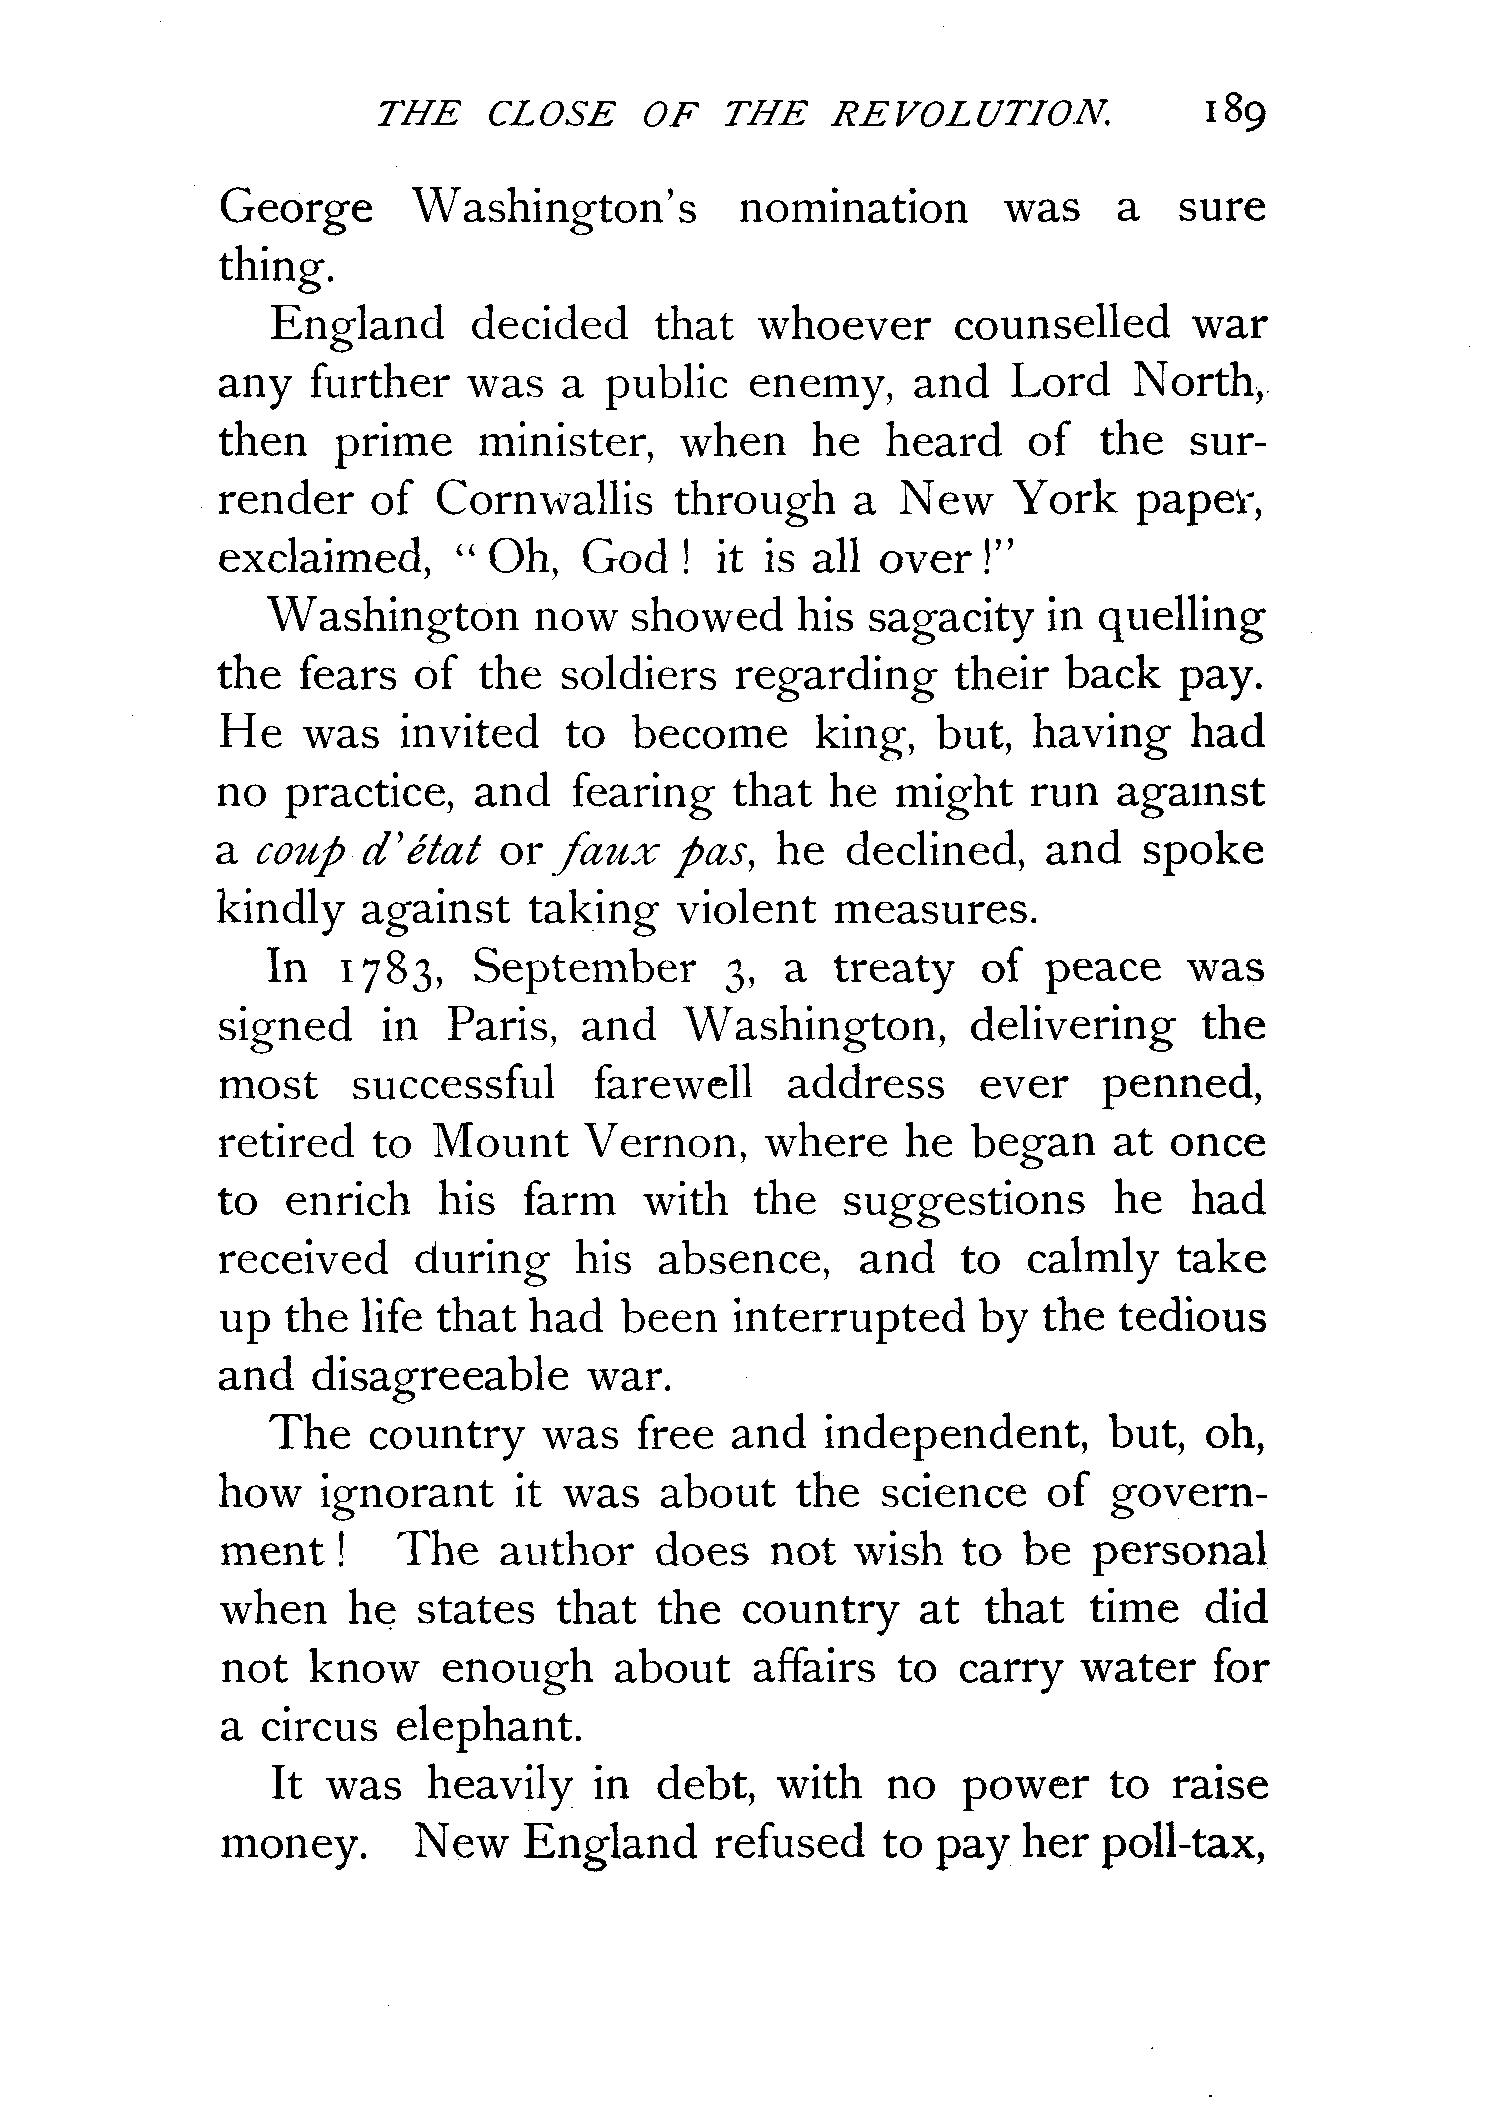 THE CLOSE OF THE REVOLUTION. 189
George Washington's nomination was a sure
thing.
England decided that whoever counselled war
any further was a public enemy, and Lord North,
then prime minister, when he heard of the sur-
render of Cornwallis through a New York paper,
exclaimed, “Oh, God! it is all over!”
Washington now showed his sagacity in quelling
the fears of the soldiers regarding their back pay.
He was invited to become king, but, having had
no practice, and fearing that he might run against
a coup d'état or faux pas, he declined, and spoke
kindly against taking violent measures.
In 1783, September 3, a treaty of peace was
signed in Paris, and Washington, delivering the
most successful farewell address ever penned,
retired to Mount Vernon, where he began at once
to enrich his farm with the suggestions he had
received during his absence, and to calmly take
up the life that had been interrupted by the tedious
and disagreeable war.
The country was free and independent, but, oh,
how ignorant it was about the science of govern-
ment! The author does not wish to be personal
when he states that the country at that time did
not know enough about affairs to carry water for
a circus elephant.
It was heavily in debt, with no power to raise
money. New England refused to pay her poll-tax,